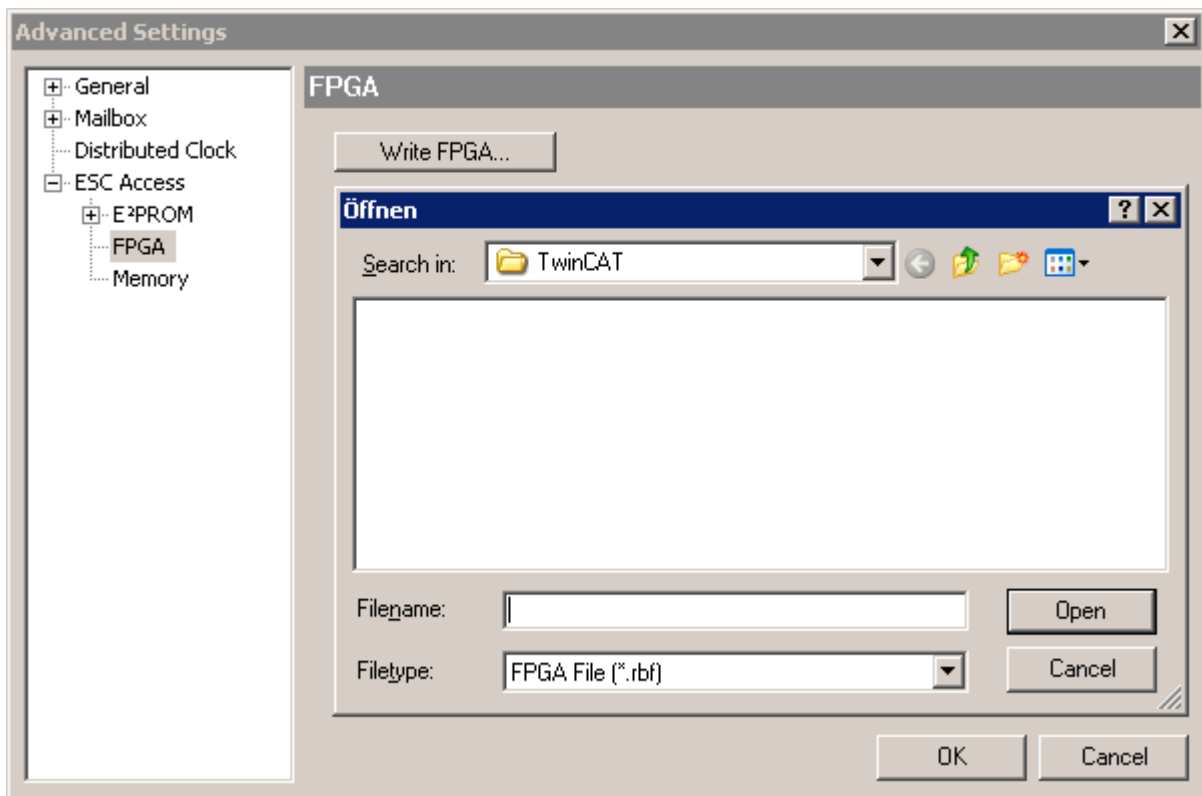 Advanced Settings
General
Mailbox
Distributed Clock
ESC Access
E²PROM
FPGA
Memory
FPGA
Write FPGA...
Öffnen
Search in: TwinCAT
Filename: Open
Filetype: FPGA File (*.rbf) Cancel
OK Cancel